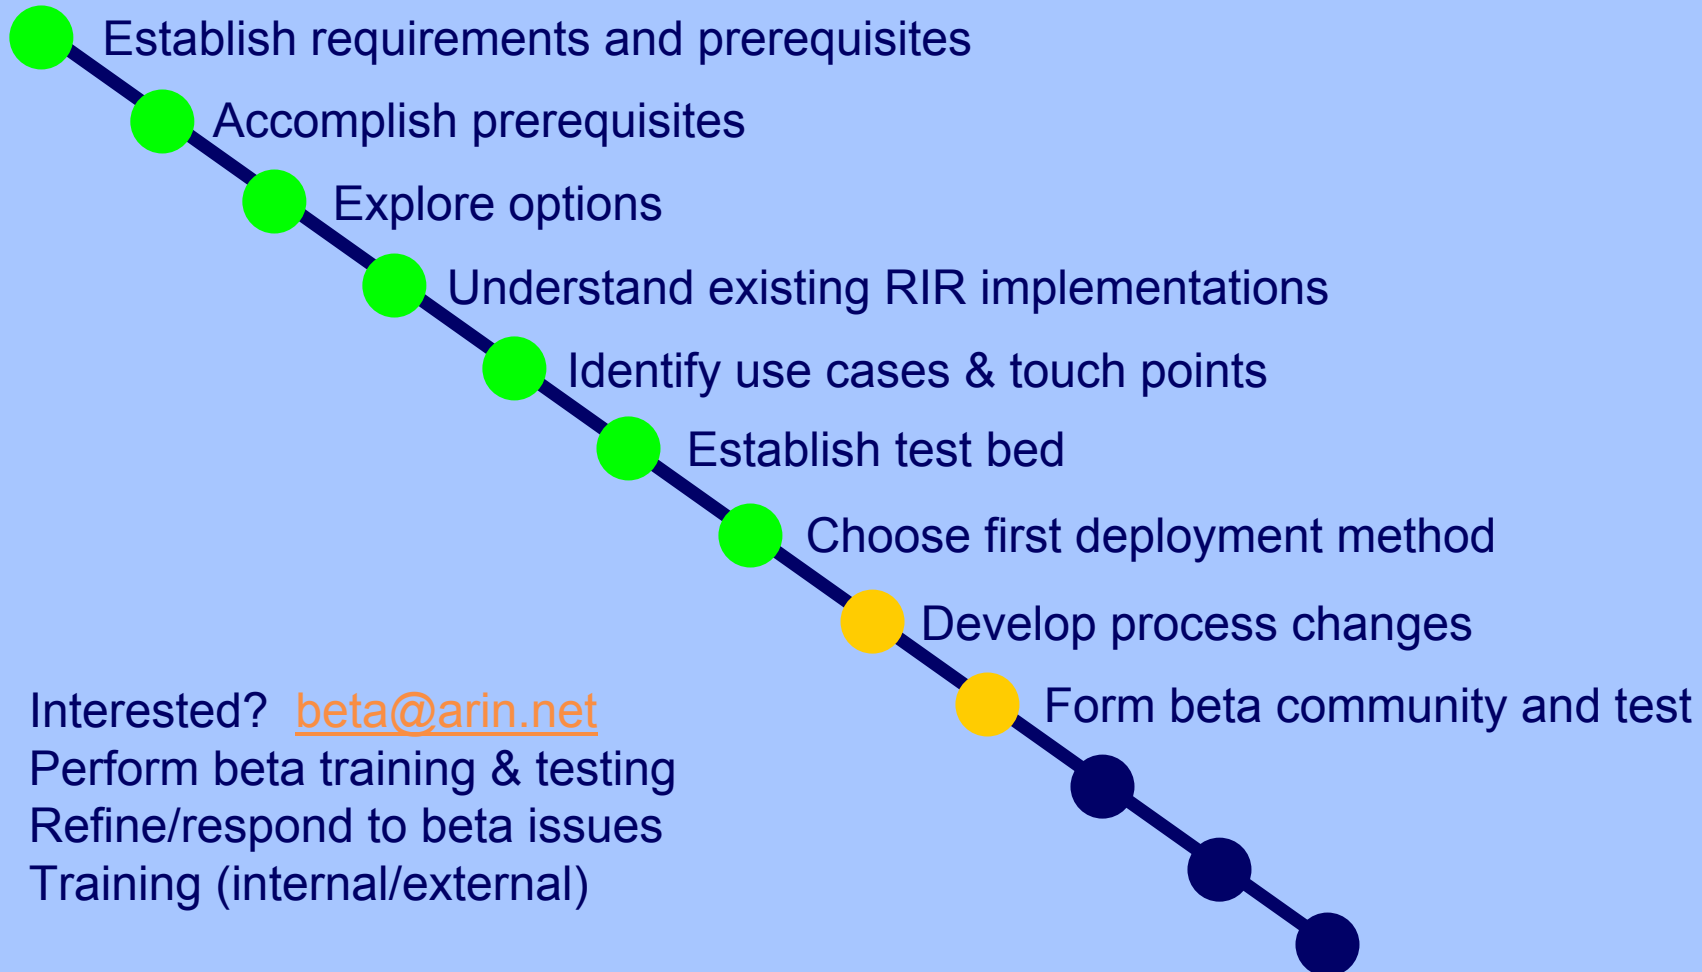 Establish requirements and prerequisites
Accomplish prerequisites
Explore options
Understand existing RIR implementations
Identify use cases & touch points
Establish test bed
Choose first deployment method
Develop process changes
Form beta community and test
Interested?  beta@arin.net
Perform beta training & testing
Refine/respond to beta issues
Training (internal/external)